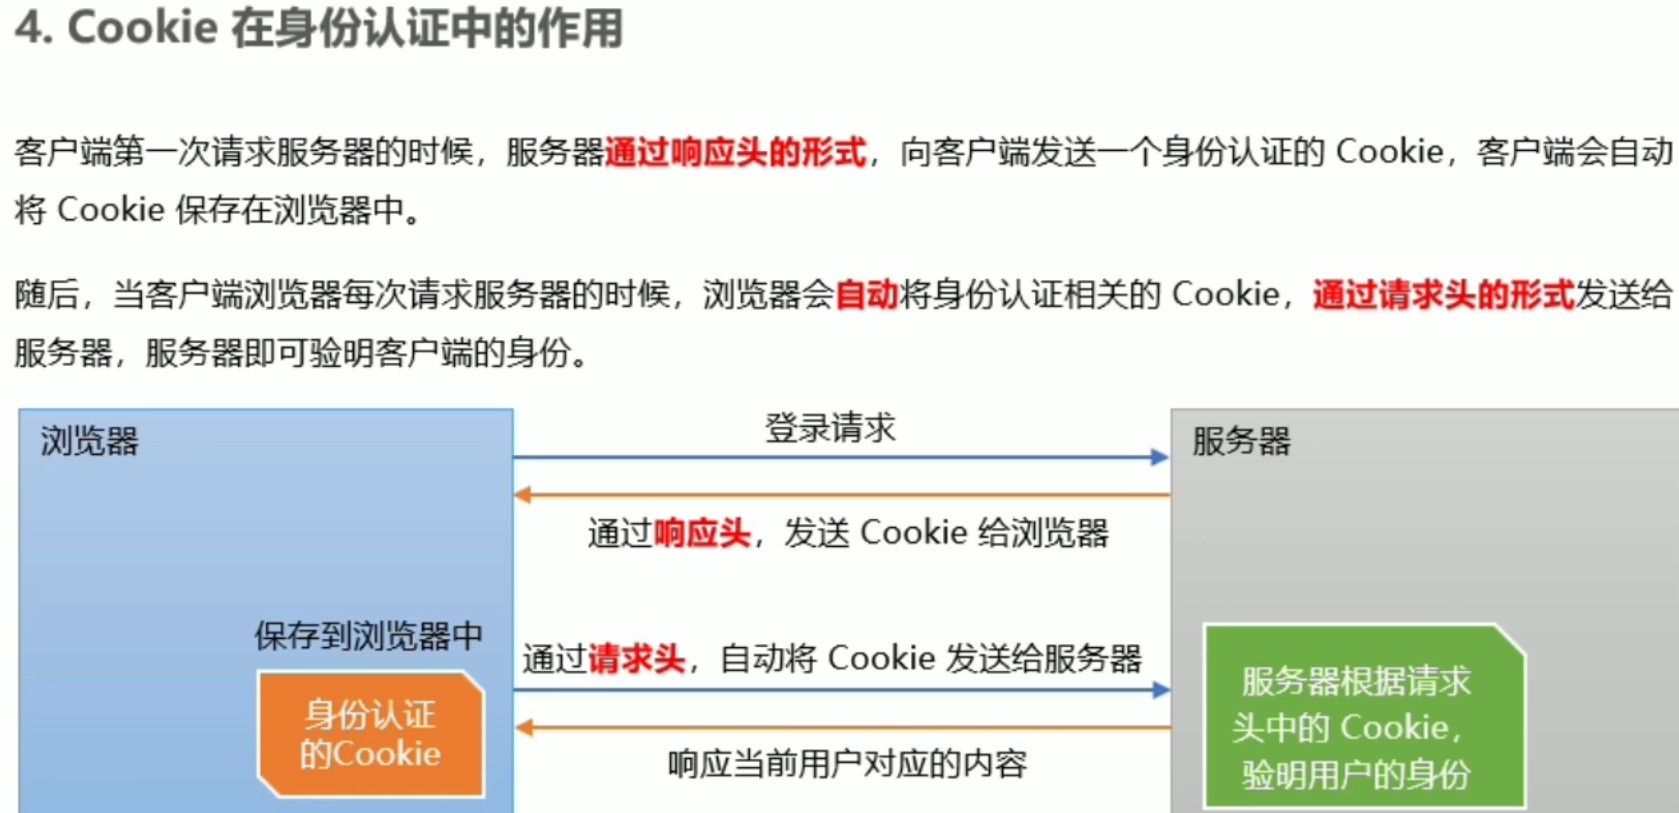 4. Cookie 在身份认证中的作用
客户端第一次请求服务器的时候，服务器通过响应头的形式，向客户端发送一个身份认证的 Cookie，客户端会自动
将 Cookie 保存在浏览器中。
随后，当客户端浏览器每次请求服务器的时候，浏览器会自动将身份认证相关的 Cookie，通过请求头的形式发送给
服务器，服务器即可验明客户端的身份。
浏览器
登录请求
服务器
通过响应头，发送 Cookie 给浏览器
保存到浏览器中
通过请求头，自动将 Cookie 发送给服务器
身份认证
的Cookie
响应当前用户对应的内容
服务器根据请求
头中的 Cookie，
验明用户的身份